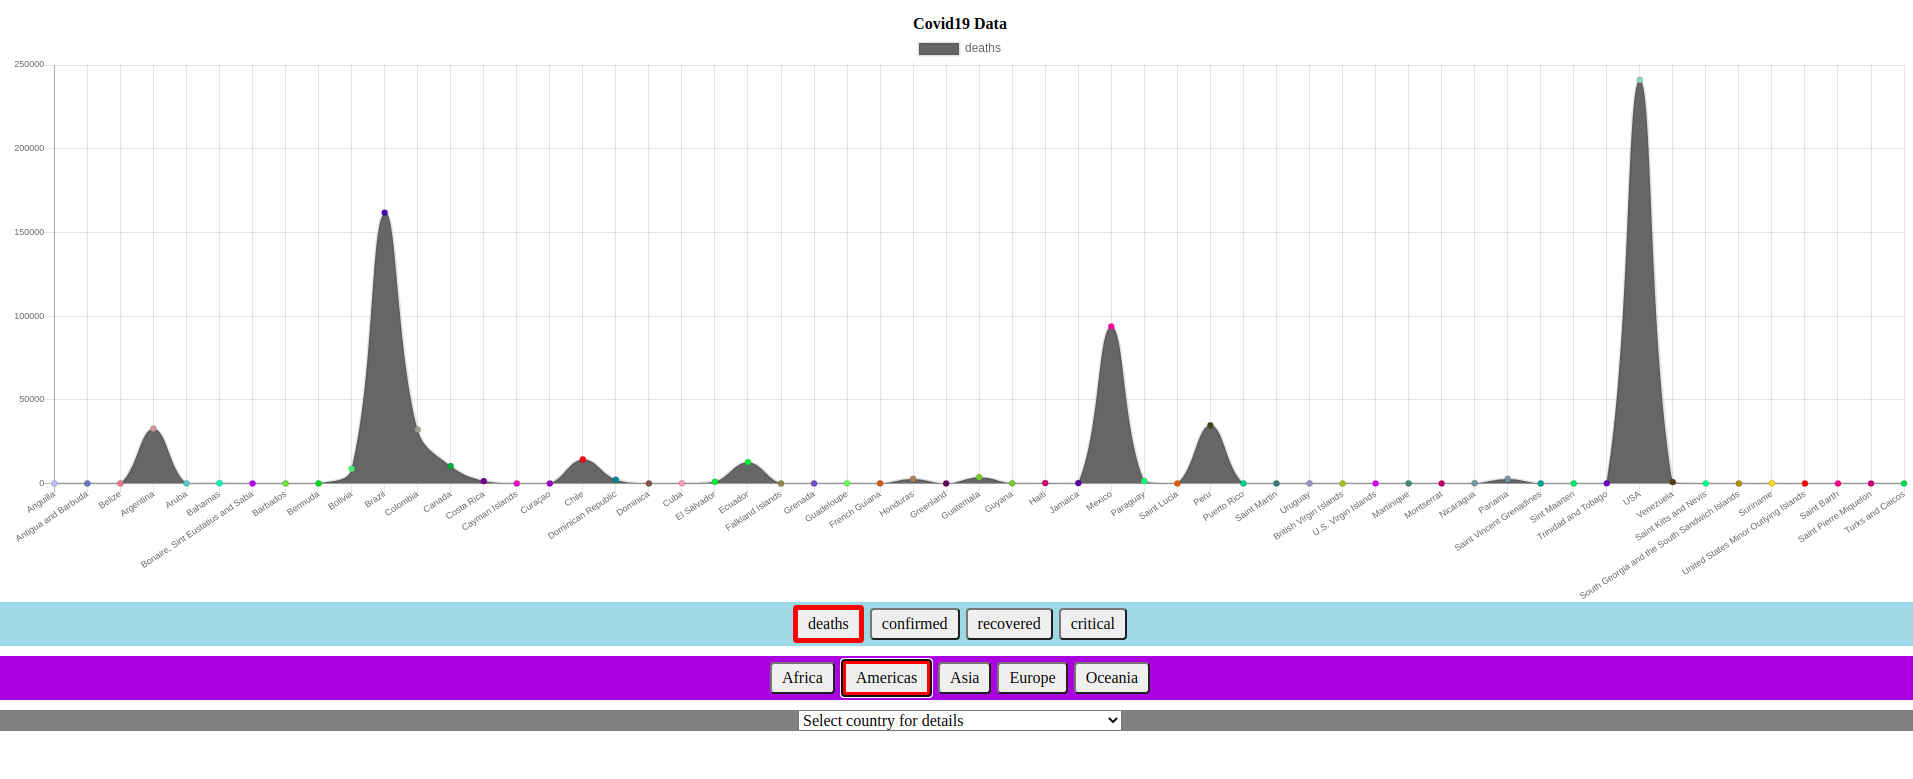 Covid19 Data
deaths
250000
200000
150000
100000
50000
0
Anguilla
Antigua and Barbuda
Belize
Argentina
Aruba
Bahamas
Bonaire, Sint Eustatius and Saba
Barbados
Bermuda
Bolivia
Brazil
Colombia
Canada
Costa Rica
Cayman Islands
Curaçao
Chile
Dominican Republic
Dominica
Cuba
El Salvador
Ecuador
Falkland Islands
Grenada
Guadeloupe
French Guiana
Honduras
Greenland
Guatemala
Guyana
Haiti
Jamaica
Mexico
Paraguay
Saint Lucia
Peru
Puerto Rico
Saint Martin
Uruguay
British Virgin Islands
U.S. Virgin Islands
Martinique
Montserrat
Nicaragua
Panama
Saint Vincent Grenadines
Sint Maarten
Trinidad and Tobago
USA
Venezuela
Saint Kitts and Nevis
South Georgia and the South Sandwich Islands
Suriname
United States Minor Outlying Islands
Saint Barth
Saint Pierre Miquelon
Turks and Caicos
deaths confirmed recovered critical
Africa Americas Asia Europe Oceania
Select country for details